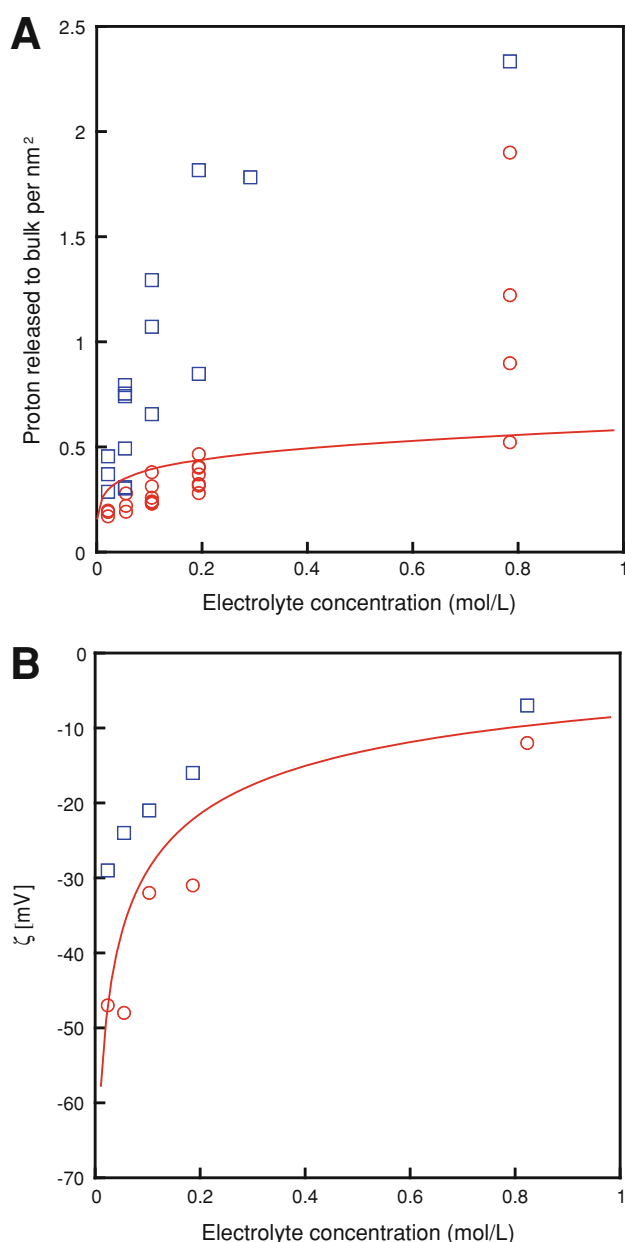 A
2.5
2
1.5
1
0.5
0
Proton released to bulk per nm²
0 0.2 0.4 0.6 0.8 1
Electrolyte concentration (mol/L)
B
0
-10
-20
-30
-40
-50
-60
-70
ζ [mV]
0 0.2 0.4 0.6 0.8 1
Electrolyte concentration (mol/L)